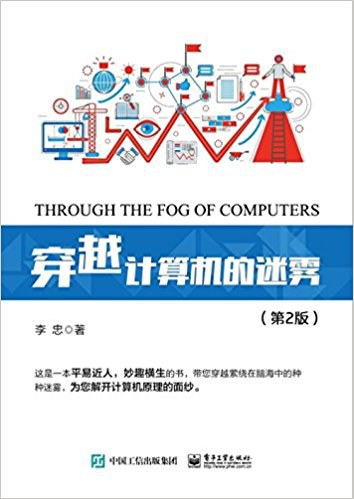 THROUGH THE FOG OF COMPUTERS
穿越计算机的迷雾
（第2版）
李 忠◎著
这是一本平易近人，妙趣横生的书，带您穿越萦绕在脑海中的种
种迷雾，为您解开计算机原理的面纱。
中国工信出版集团
电子工业出版社